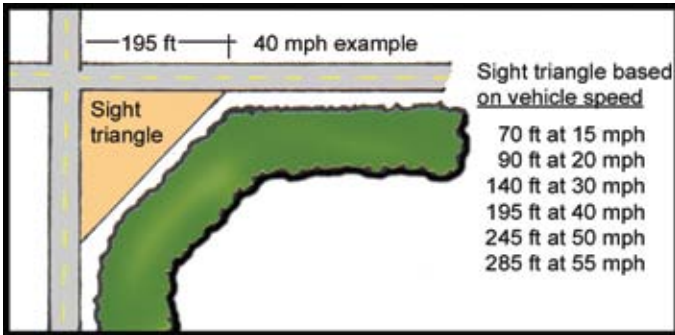 195 ft
40 mph example
Sight
triangle
Sight triangle based
on vehicle speed
70 ft at 15 mph
90 ft at 20 mph
140 ft at 30 mph
195 ft at 40 mph
245 ft at 50 mph
285 ft at 55 mph